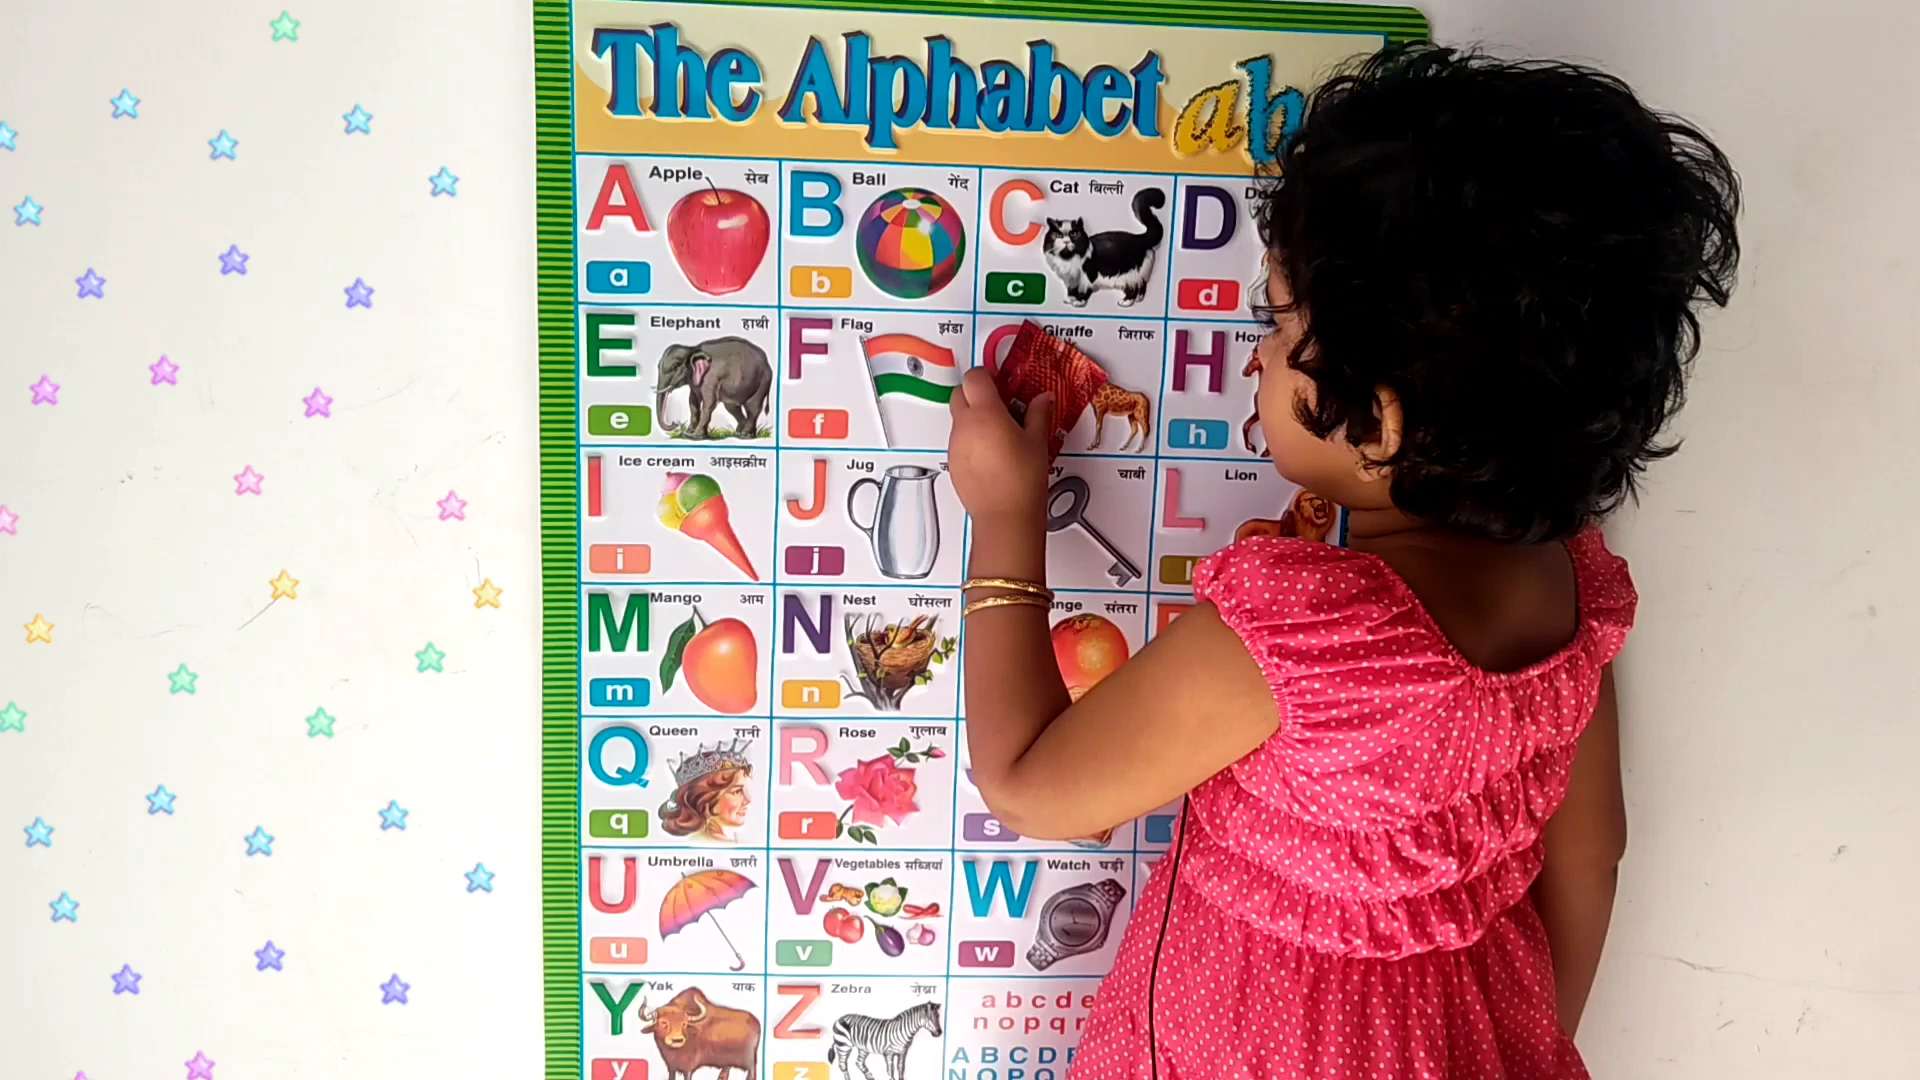 The Alphabet ab
A Apple सेब
a
B Ball गेंद
b
C Cat बिल्ली
c
D
d
E Elephant हाथी
e
F Flag झंडा
f
Giraffe जिराफ
H
h
I Ice cream आइसक्रीम
i
J Jug
j
चाबी
L Lion
M Mango आम
m
N Nest घोंसला
n
संतरा
Q Queen रानी
q
R Rose गुलाब
r
s
U Umbrella छतरी
u
V Vegetables सब्जियां
v
W Watch घड़ी
w
Y Yak याक
y
Z Zebra ज़ेब्रा
z
a b c d e
n o p q r
A B C D
N O P Q